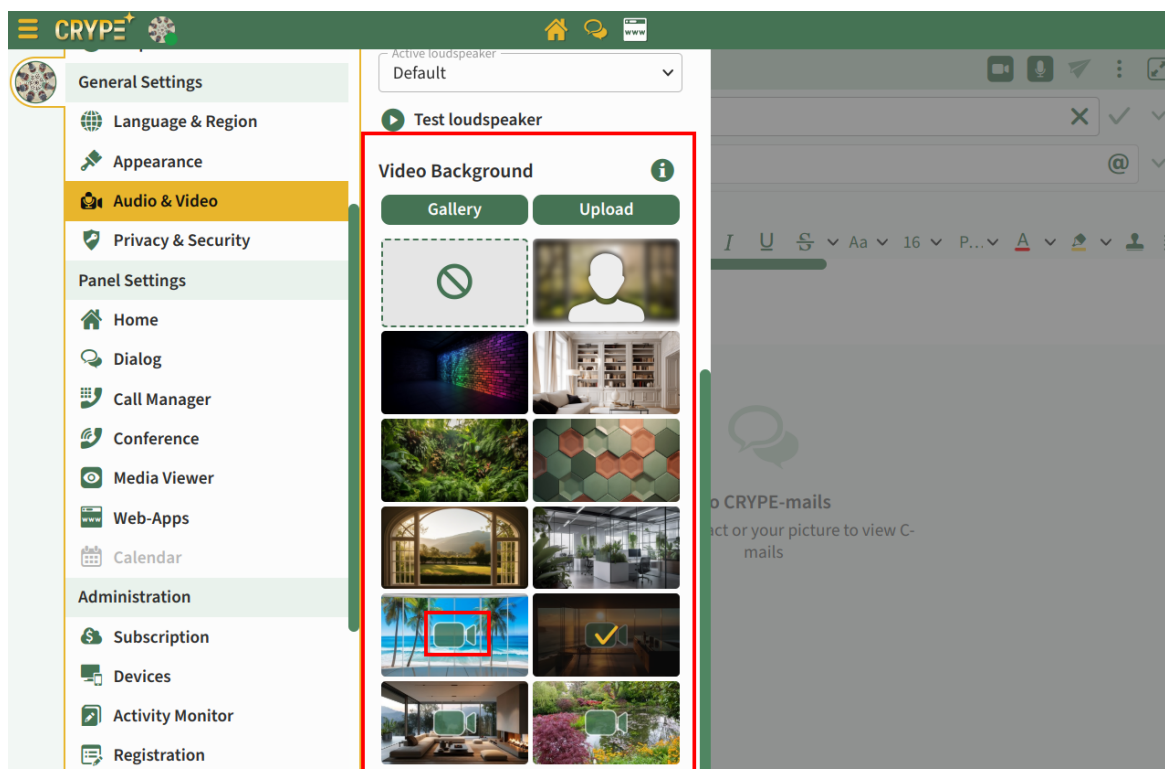 CRYPE
www
General Settings
Language & Region
Appearance
Audio & Video
Privacy & Security
Panel Settings
Home
Dialog
Call Manager
Conference
Media Viewer
www
Web-Apps
Calendar
Administration
Subscription
Devices
Activity Monitor
Registration
Active loudspeaker
Default
Test loudspeaker
Video Background
Gallery
Upload
@
I U S Aa 16 P... A
o CRYPE-mails
act or your picture to view C-
mails